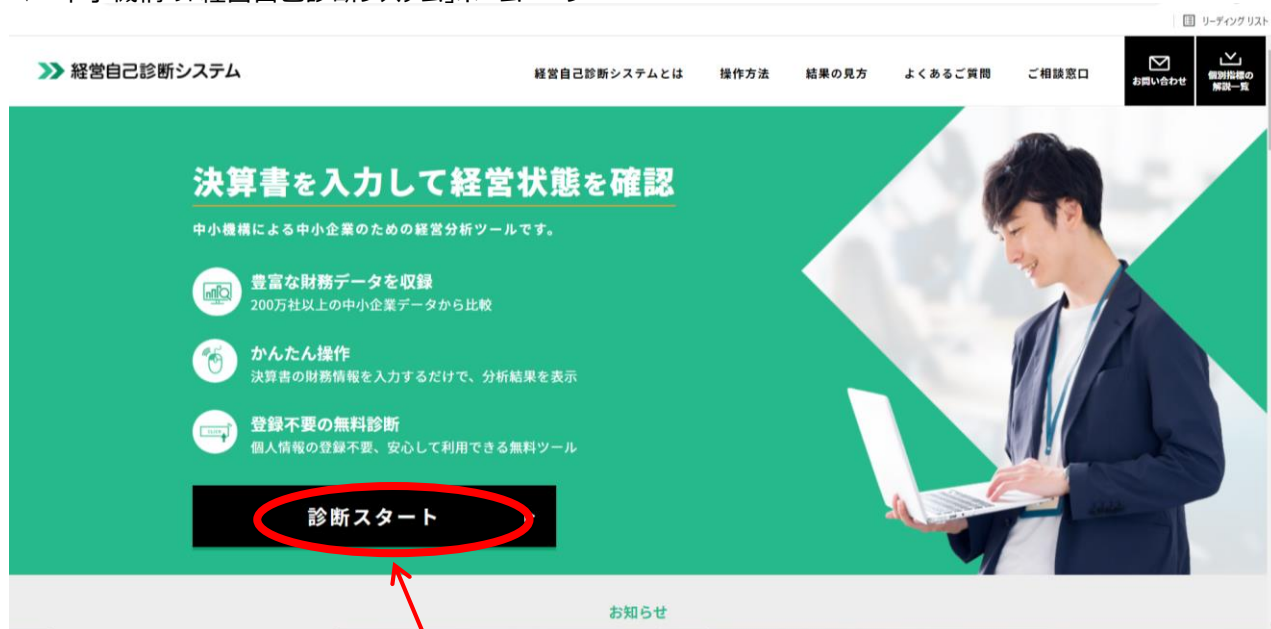 リーディング リスト
経営自己診断システム
経営自己診断システムとは 操作方法 結果の見方 よくあるご質問 ご相談窓口
お問い合わせ
個別指標の
解説一覧
決算書を入力して経営状態を確認
中小機構による中小企業のための経営分析ツールです。
豊富な財務データを収録
200万社以上の中小企業データから比較
かんたん操作
決算書の財務情報を入力するだけで、分析結果を表示
登録不要の無料診断
個人情報の登録不要、安心して利用できる無料ツール
診断スタート
お知らせ